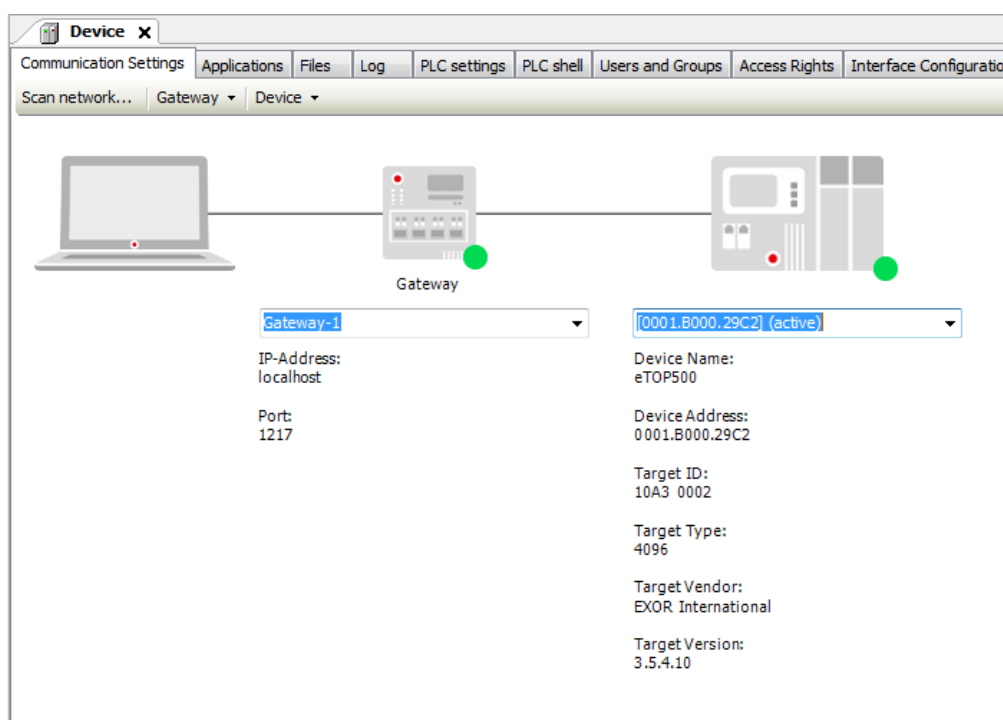 Device
Communication Settings Applications Files Log PLC settings PLC shell Users and Groups Access Rights Interface Configuratio
Scan network... Gateway Device
Gateway
Gateway-1
[0001.B000.29C2] (active)
IP-Address:
localhost
Port:
1217
Device Name:
eTOP500
Device Address:
0001.B000.29C2
Target ID:
10A3 0002
Target Type:
4096
Target Vendor:
EXOR International
Target Version:
3.5.4.10